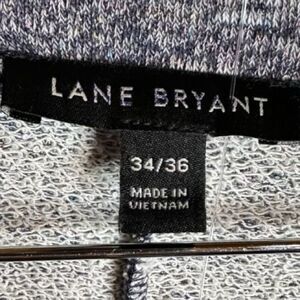 LANE BRYANT
34/36
MADE IN
VIETNAM